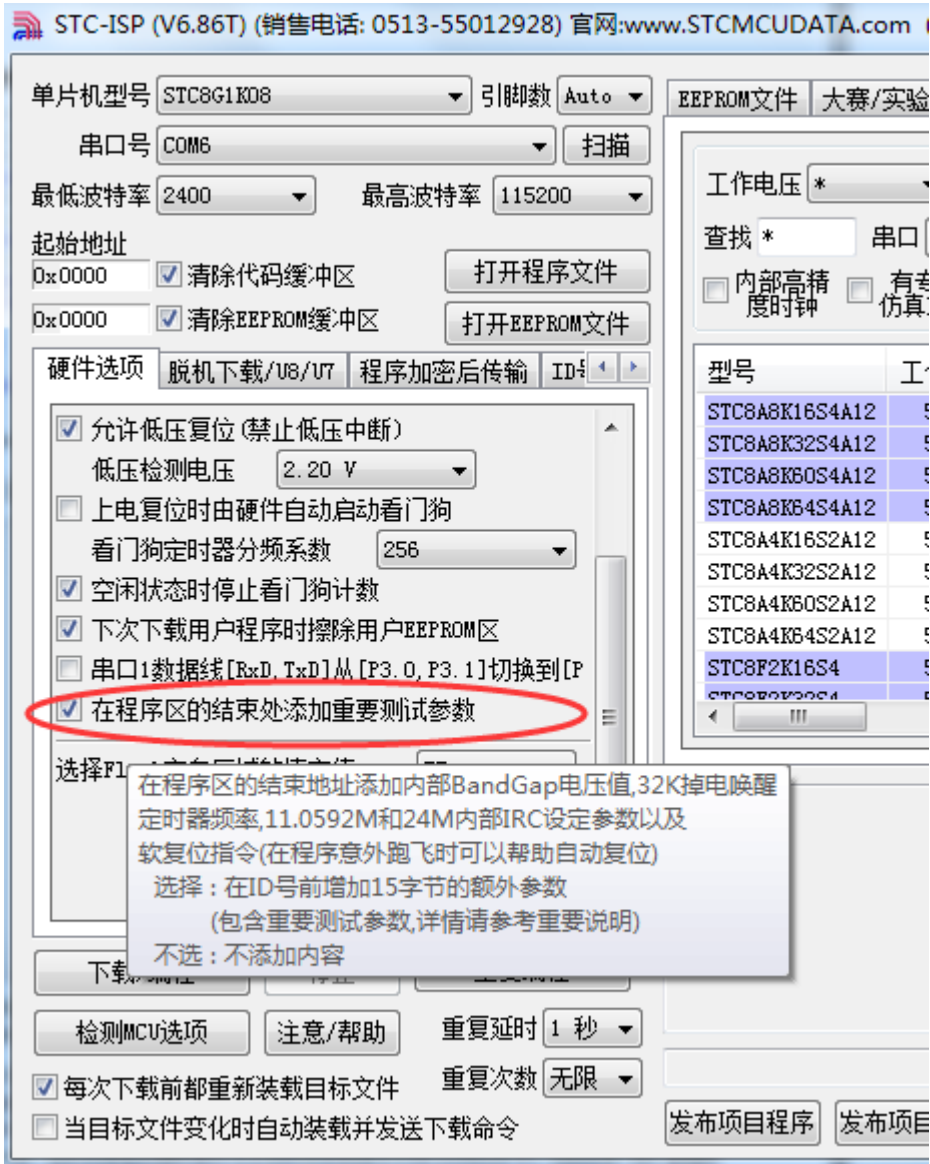 STC-ISP (V6.86T) (销售电话: 0513-55012928) 官网:www.STCMCUDATA.com
单片机型号 STC8G1K08 引脚数 Auto
EEPROM文件 大赛/实验
串口号 COM6 扫描
最低波特率 2400 最高波特率 115200
工作电压 *
起始地址
查找 * 串口
0x0000 清除代码缓冲区 打开程序文件
内部高精度时钟
0x0000 清除EEPROM缓冲区 打开EEPROM文件
硬件选项 脱机下载/U8/U7 程序加密后传输
型号
允许低压复位(禁止低压中断)
低压检测电压 2.20 V
上电复位时由硬件自动启动看门狗
看门狗定时器分频系数 256
空闲状态时停止看门狗计数
下次下载用户程序时擦除用户EEPROM区
串口1数据线[RxD,TxD]从[P3.0,P3.1]切换到[P
在程序区的结束处添加重要测试参数
STC8A8K16S4A12
STC8A8K32S4A12
STC8A8K60S4A12
STC8A8K64S4A12
STC8A4K16S2A12
STC8A4K32S2A12
STC8A4K60S2A12
STC8A4K64S2A12
STC8F2K16S4
在程序区的结束地址添加内部BandGap电压值,32K掉电唤醒
定时器频率,11.0592M和24M内部IRC设定参数以及
软复位指令(在程序意外跑飞时可以帮助自动复位)
选择 : 在ID号前增加15字节的额外参数
(包含重要测试参数,详情请参考重要说明)
不选 : 不添加内容
检测MCU选项 注意/帮助 重复延时 1 秒
每次下载前都重新装载目标文件 重复次数 无限
当目标文件变化时自动装载并发送下载命令
发布项目程序 发布项目